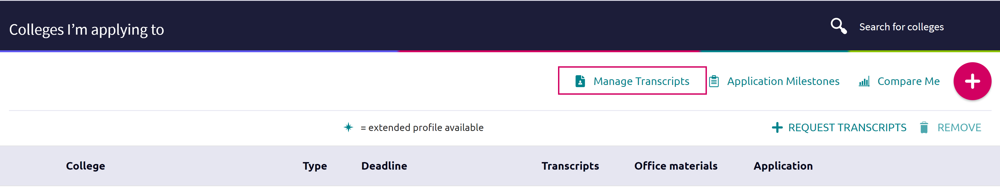 Colleges I’m applying to
Search for colleges
Manage Transcripts
Application Milestones
Compare Me
= extended profile available
REQUEST TRANSCRIPTS
REMOVE
College
Type
Deadline
Transcripts
Office materials
Application